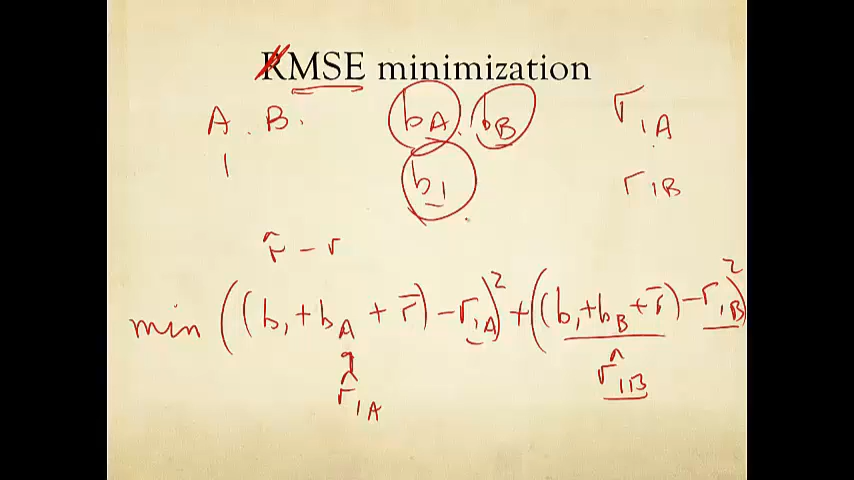 RMSE minimization
A . B . b_A . b_B r_1A
1 b_1 r_1B
r̂ - r
min ((b_1 + b_A + r̄) - r_1A)^2 + ((b_1 + b_B + r̄) - r_1B)^2
r̂_1A r̂_1B